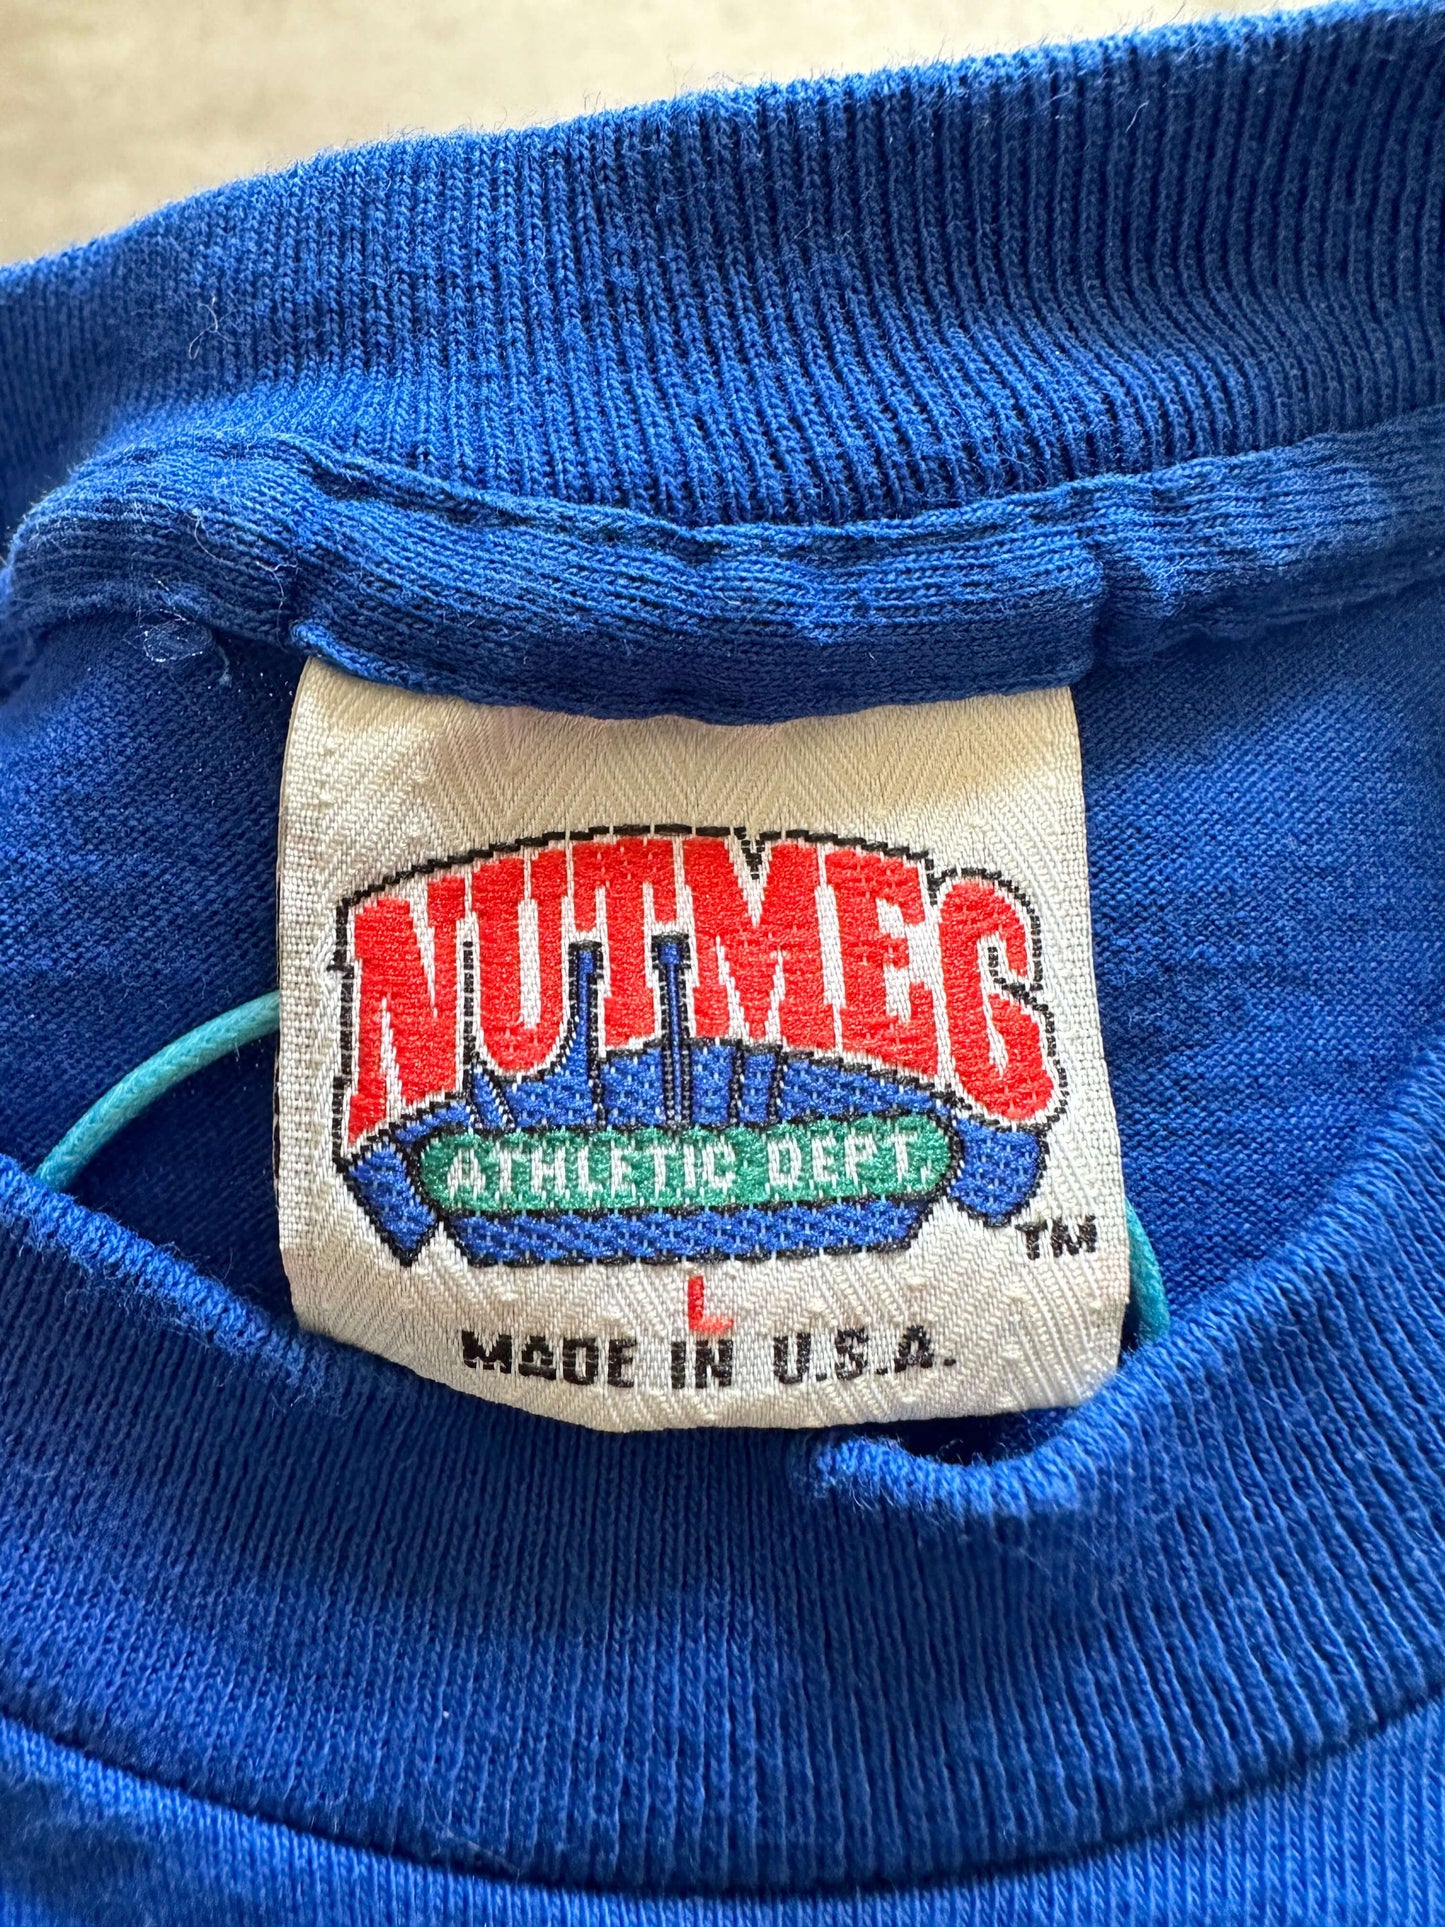 NUTMEG
ATHLETIC DEPT.
TM
L
MADE IN U.S.A.